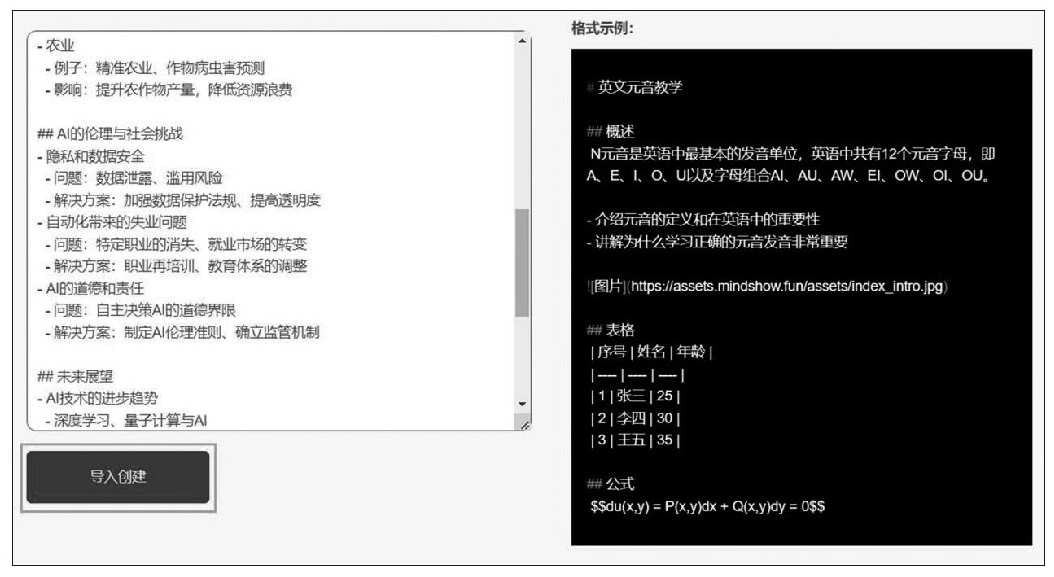 - 农业
- 例子：精准农业、作物病虫害预测
- 影响：提升农作物产量，降低资源浪费
## AI的伦理与社会挑战
- 隐私和数据安全
- 问题：数据泄露、滥用风险
- 解决方案：加强数据保护法规、提高透明度
- 自动化带来的失业问题
- 问题：特定职业的消失、就业市场的转变
- 解决方案：职业再培训、教育体系的调整
- AI的道德和责任
- 问题：自主决策AI的道德界限
- 解决方案：制定AI伦理准则、确立监管机制
## 未来展望
- AI技术的进步趋势
- 深度学习、量子计算与AI
导入创建
格式示例：
# 英文元音教学
## 概述
N元音是英语中最基本的发音单位，英语中共有12个元音字母，即
A、E、I、O、U以及字母组合AI、AU、AW、EI、OW、OI、OU。
- 介绍元音的定义和在英语中的重要性
- 讲解为什么学习正确的元音发音非常重要
![图片](https://assets.mindshow.fun/assets/index_intro.jpg)
## 表格
| 序号 | 姓名 | 年龄 |
| ---- | ---- | ---- |
| 1 | 张三 | 25 |
| 2 | 李四 | 30 |
| 3 | 王五 | 35 |
## 公式
$$du(x,y) = P(x,y)dx + Q(x,y)dy = 0$$